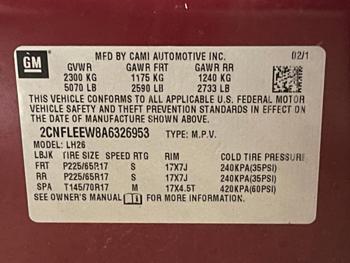 GM
MFD BY CAMI AUTOMOTIVE INC. 02/1
GVWR GAWR FRT GAWR RR
2300 KG 1175 KG 1240 KG
5070 LB 2590 LB 2733 LB
THIS VEHICLE CONFORMS TO ALL APPLICABLE U.S. FEDERAL MOTOR
VEHICLE SAFETY AND THEFT PREVENTION STANDARDS IN EFFECT ON
THE DATE OF MANUFACTURE SHOWN ABOVE.
2CNFLEEW8A6326953 TYPE: M.P.V.
MODEL: LH26
LBJK TIRE SIZE SPEED RTG RIM COLD TIRE PRESSURE
FRT P225/65R17 S 17X7J 240KPA(35PSI)
RR P225/65R17 S 17X7J 240KPA(35PSI)
SPA T145/70R17 M 17X4.5T 420KPA(60PSI)
SEE OWNER'S MANUAL FOR MORE INFORMATION.